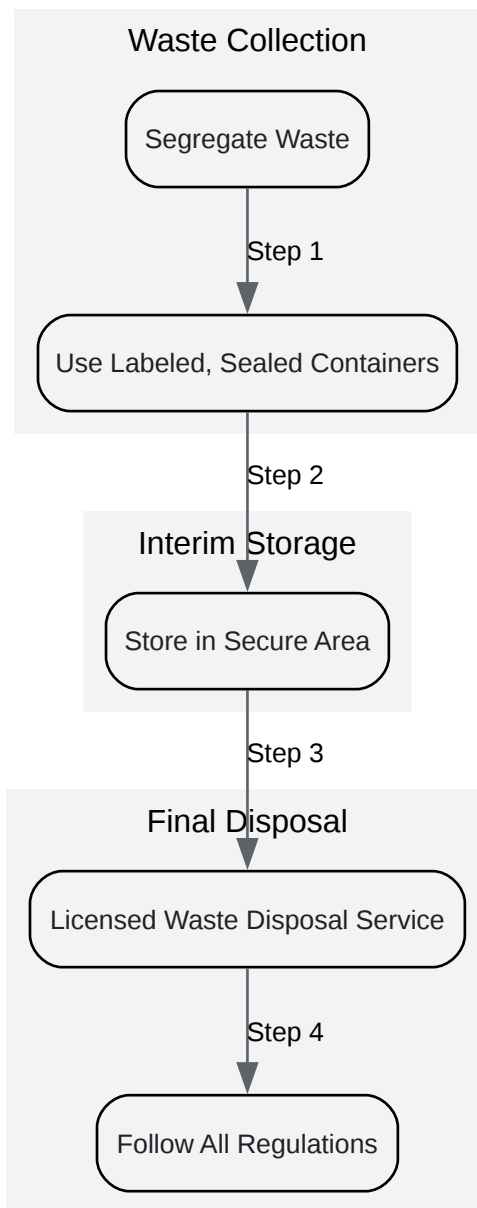 Waste Collection
Segregate Waste
Step 1
Use Labeled, Sealed Containers
Step 2
Interim Storage
Store in Secure Area
Step 3
Final Disposal
Licensed Waste Disposal Service
Step 4
Follow All Regulations